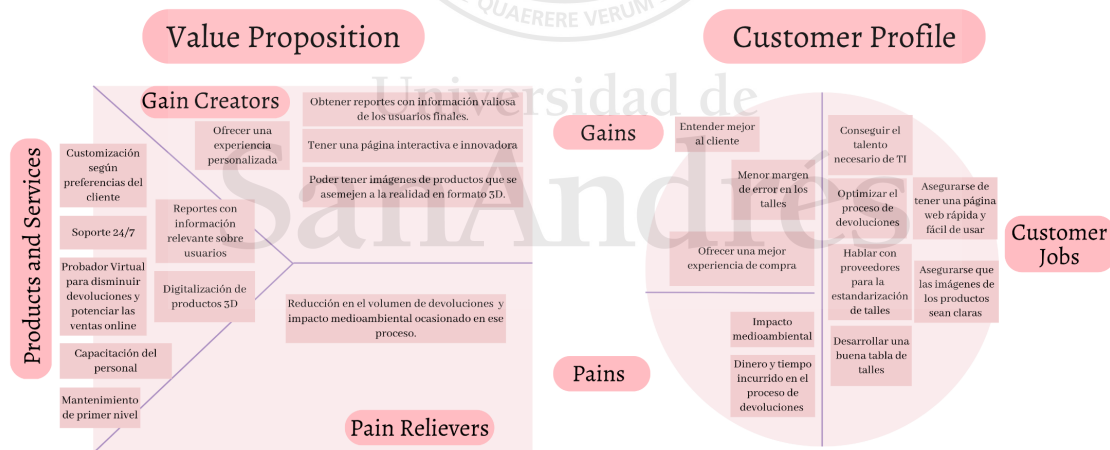 QUAERERE VERUM
Value Proposition
Customer Profile
Universidad de
SanAndrés
Gain Creators
Obtener reportes con información valiosa
de los usuarios finales.
Ofrecer una
experiencia
personalizada
Tener una página interactiva e innovadora
Poder tener imágenes de productos que se
asemejen a la realidad en formato 3D.
Products and Services
Customización
según
preferencias del
cliente
Soporte 24/7
Probador Virtual
para disminuir
devoluciones y
potenciar las
ventas online
Capacitación del
personal
Mantenimiento
de primer nivel
Reportes con
información
relevante sobre
usuarios
Digitalización de
productos 3D
Reducción en el volumen de devoluciones y
impacto medioambiental ocasionado en ese
proceso.
Pain Relievers
Gains
Entender mejor
al cliente
Menor margen
de error en los
talles
Ofrecer una mejor
experiencia de compra
Pains
Impacto
medioambiental
Dinero y tiempo
incurrido en el
proceso de
devoluciones
Conseguir el
talento
necesario de TI
Optimizar el
proceso de
devoluciones
Hablar con
proveedores
para la
estandarización
de talles
Desarrollar una
buena tabla de
talles
Asegurarse de
tener una página
web rápida y
fácil de usar
Asegurarse que
las imágenes de
los productos
sean claras
Customer
Jobs